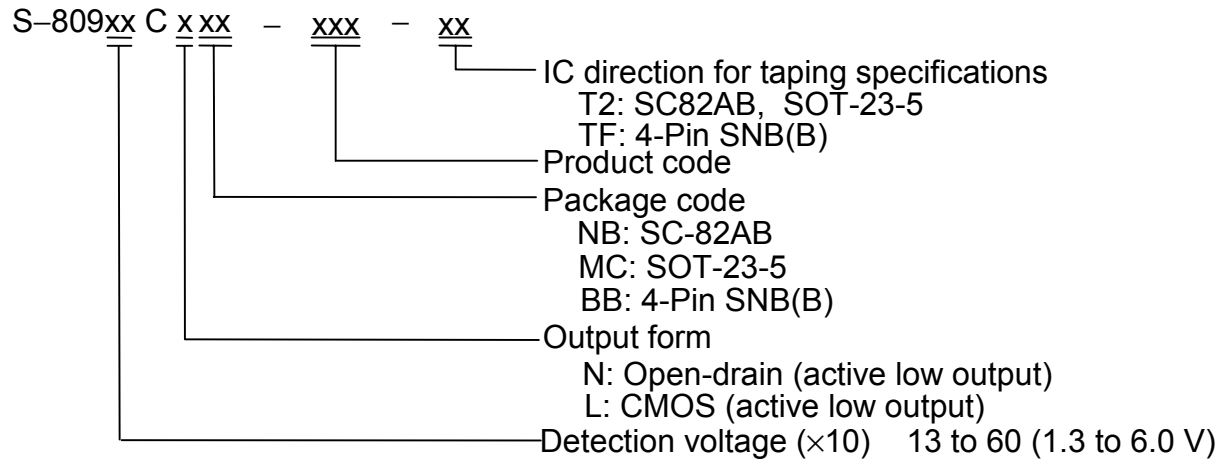 S–809xx C x xx – xxx – xx
IC direction for taping specifications
T2: SC82AB, SOT-23-5
TF: 4-Pin SNB(B)
Product code
Package code
NB: SC-82AB
MC: SOT-23-5
BB: 4-Pin SNB(B)
Output form
N: Open-drain (active low output)
L: CMOS (active low output)
Detection voltage (×10) 13 to 60 (1.3 to 6.0 V)